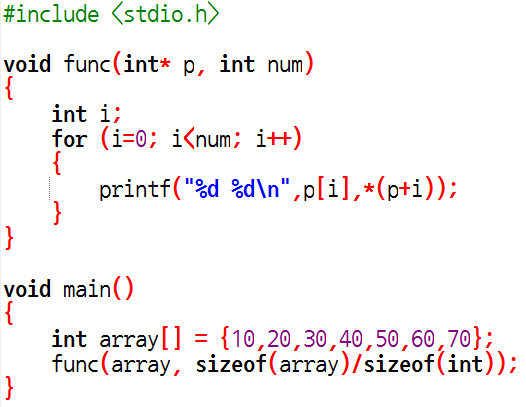 #include <stdio.h>

void func(int* p, int num)
{
    int i;
    for (i=0; i<num; i++)
    {
        printf("%d %d\n",p[i],*(p+i));
    }
}

void main()
{
    int array[] = {10,20,30,40,50,60,70};
    func(array, sizeof(array)/sizeof(int));
}